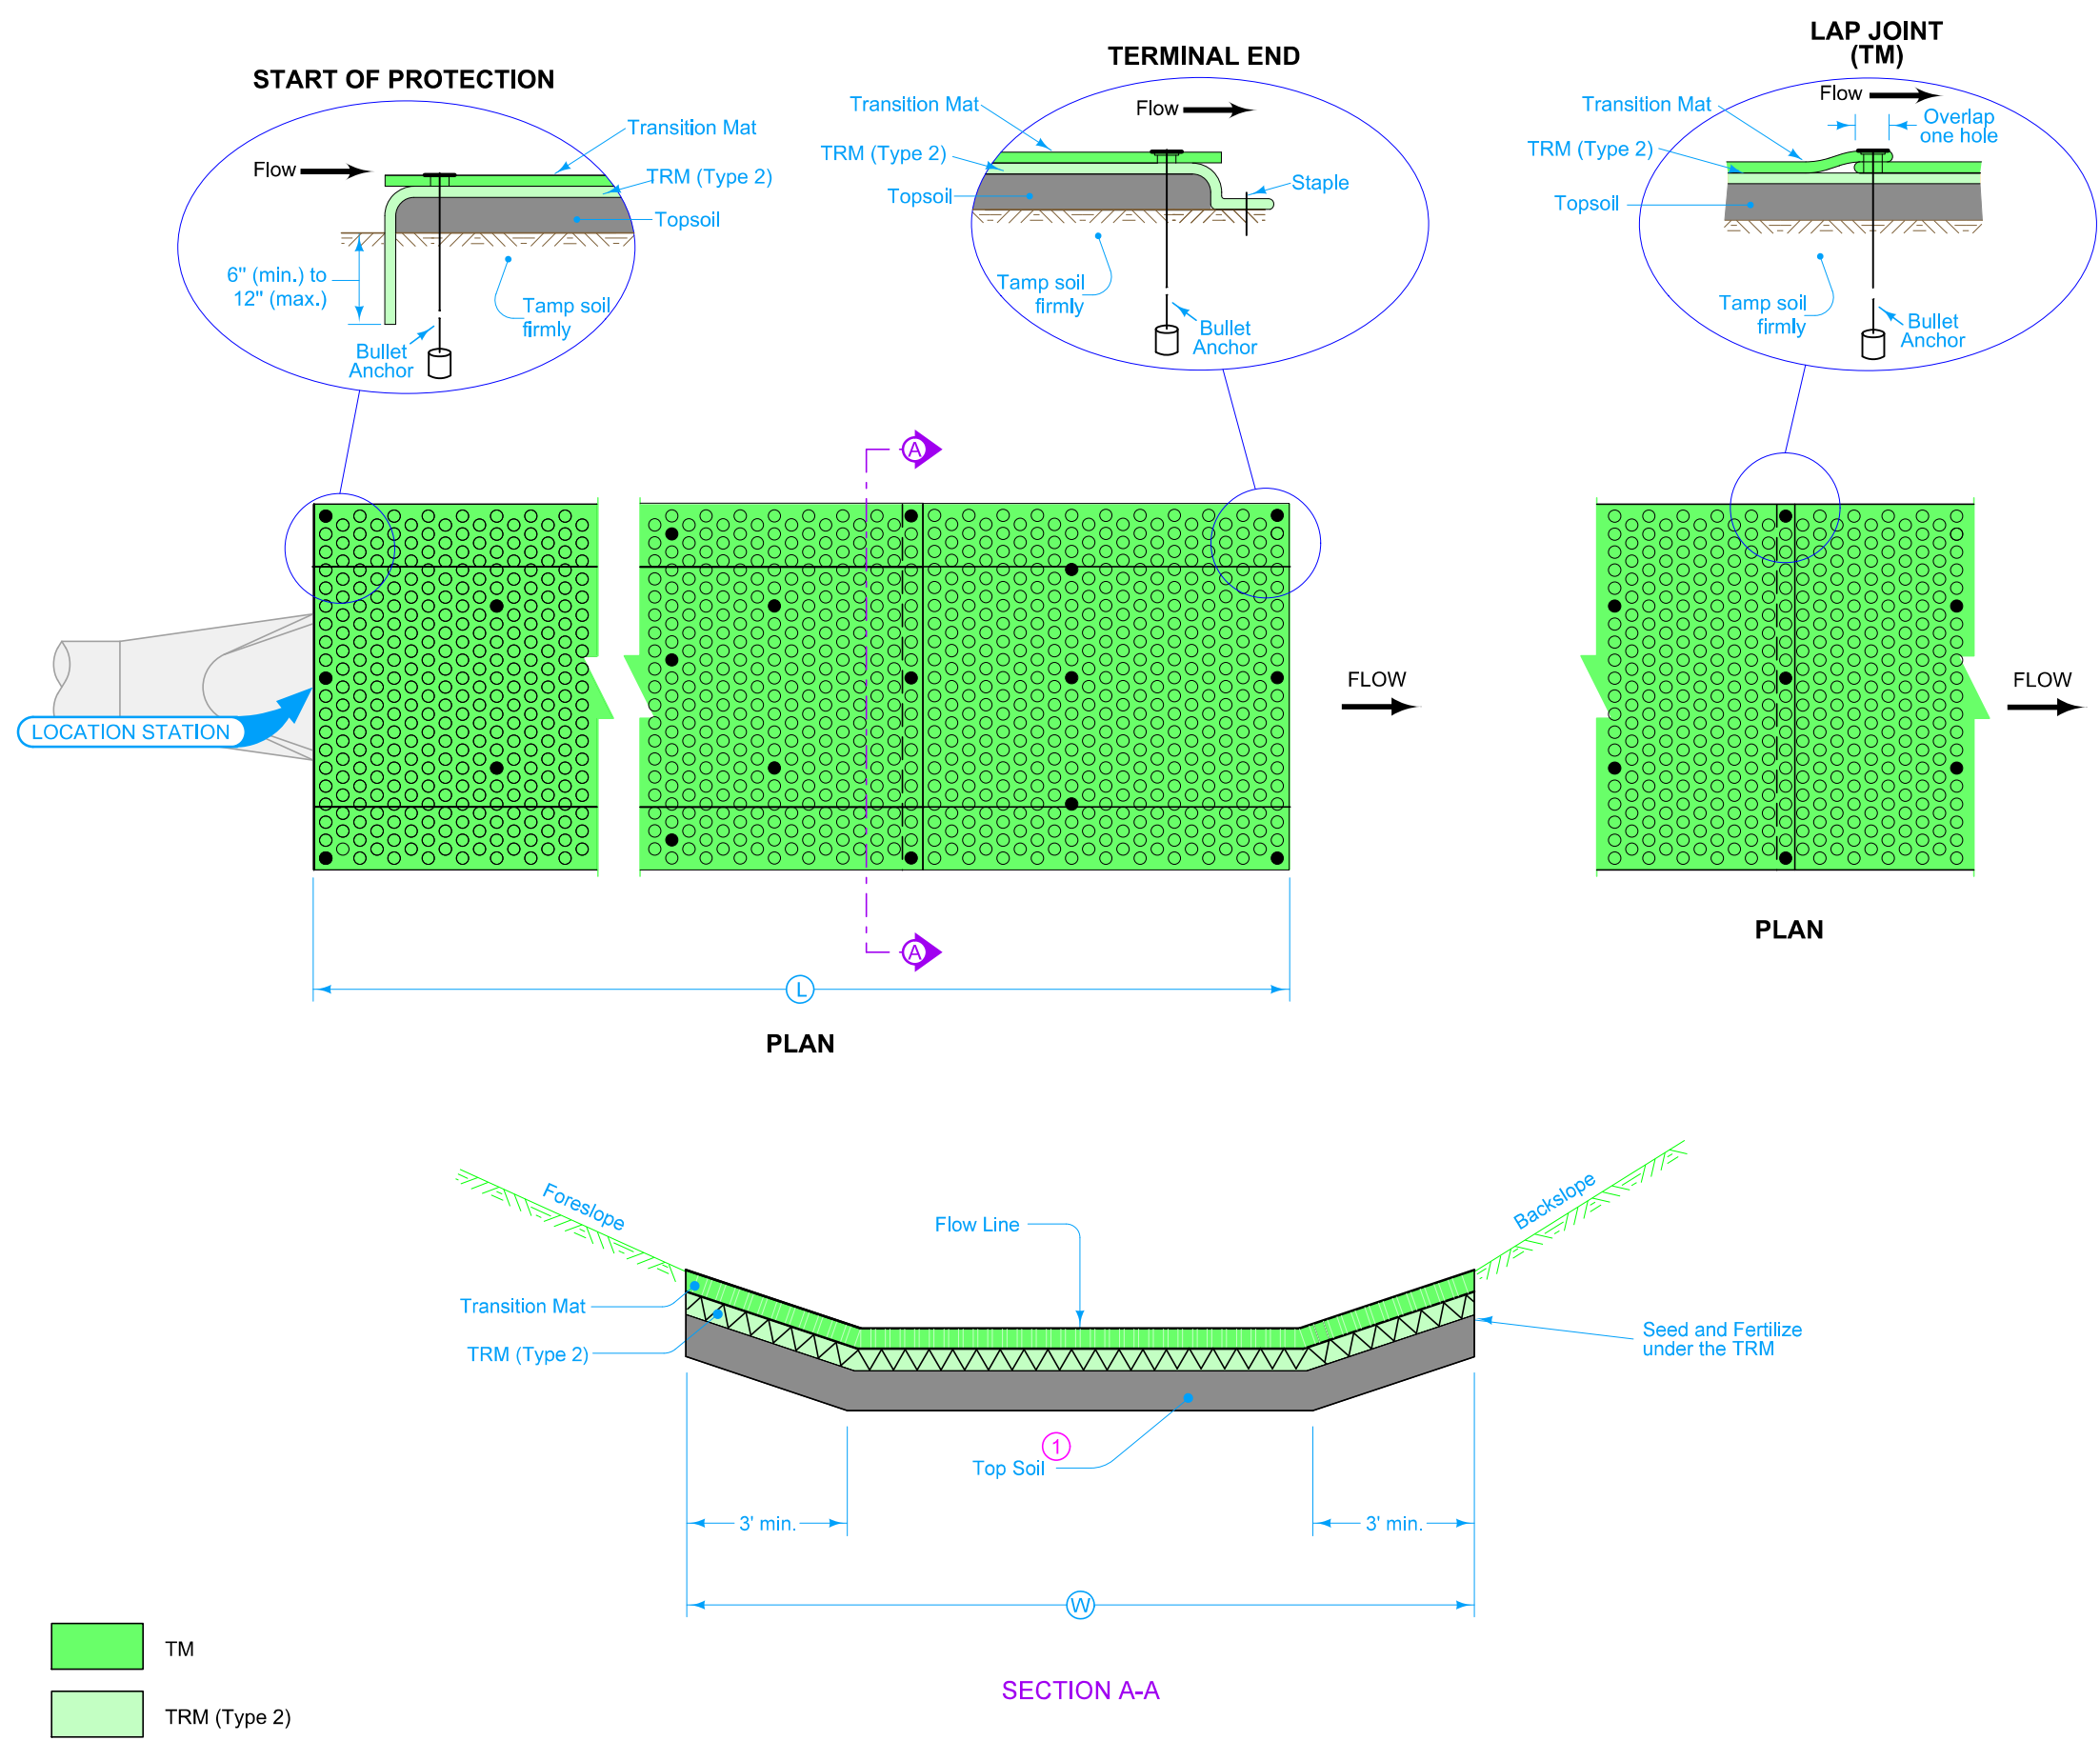 START OF PROTECTION
Flow
Transition Mat
TRM (Type 2)
Topsoil
6" (min.) to
12" (max.)
Tamp soil
firmly
Bullet
Anchor
TERMINAL END
Flow
Transition Mat
TRM (Type 2)
Topsoil
Staple
Tamp soil
firmly
Bullet
Anchor
LAP JOINT
(TM)
Flow
Transition Mat
Overlap
one hole
TRM (Type 2)
Topsoil
Tamp soil
firmly
Bullet
Anchor
A
LOCATION STATION
FLOW
FLOW
A
L
PLAN
PLAN
Foreslope
Backslope
Flow Line
Transition Mat
TRM (Type 2)
Seed and Fertilize
under the TRM
1
Top Soil
3' min.
3' min.
W
SECTION A-A
TM
TRM (Type 2)